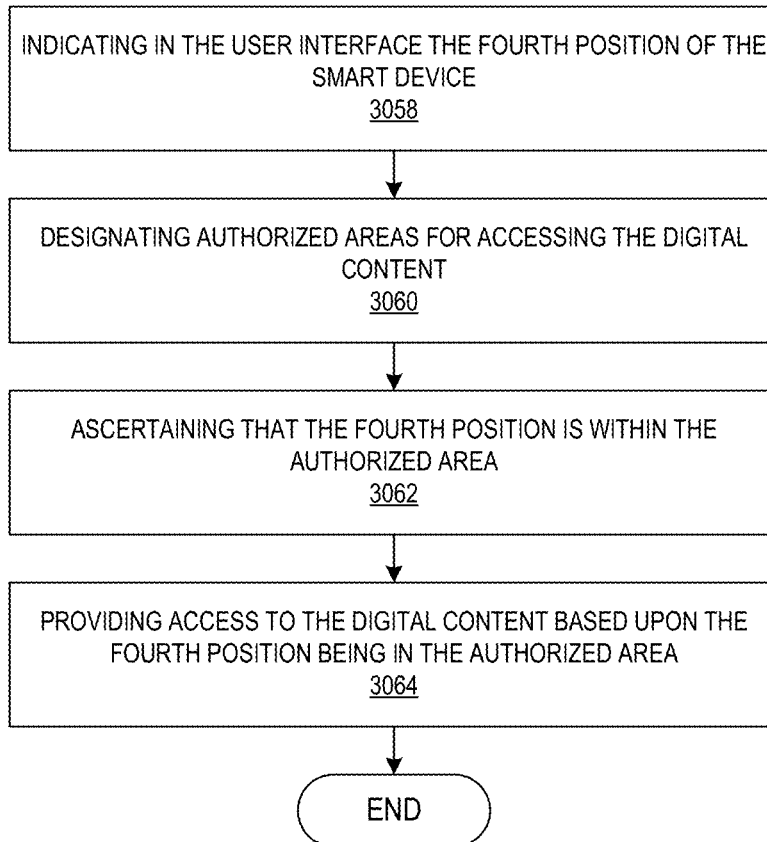 INDICATING IN THE USER INTERFACE THE FOURTH POSITION OF THE
SMART DEVICE
3058
DESIGNATING AUTHORIZED AREAS FOR ACCESSING THE DIGITAL
CONTENT
3060
ASCERTAINING THAT THE FOURTH POSITION IS WITHIN THE
AUTHORIZED AREA
3062
PROVIDING ACCESS TO THE DIGITAL CONTENT BASED UPON THE
FOURTH POSITION BEING IN THE AUTHORIZED AREA
3064
END